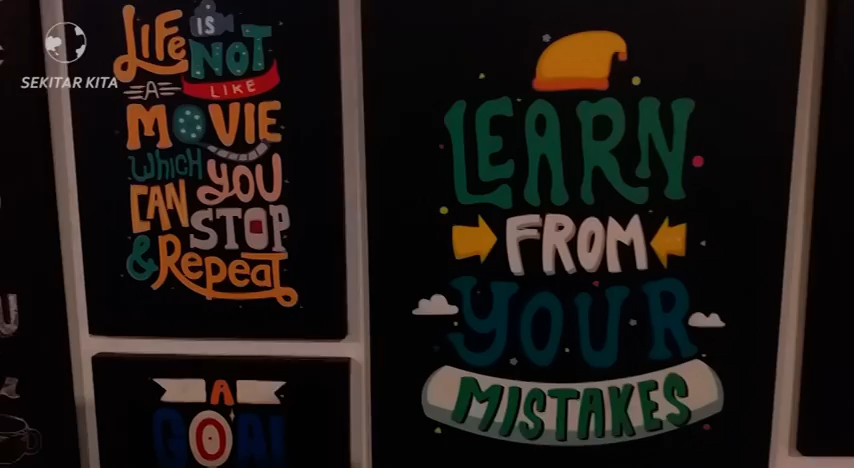 SEKITAR KITA
LIFE IS
NOT
A LIKE
MOVIE
WHICH YOU
CAN STOP
& Repeat
A
GOAL
LEARN
FROM
YOUR
MISTAKES